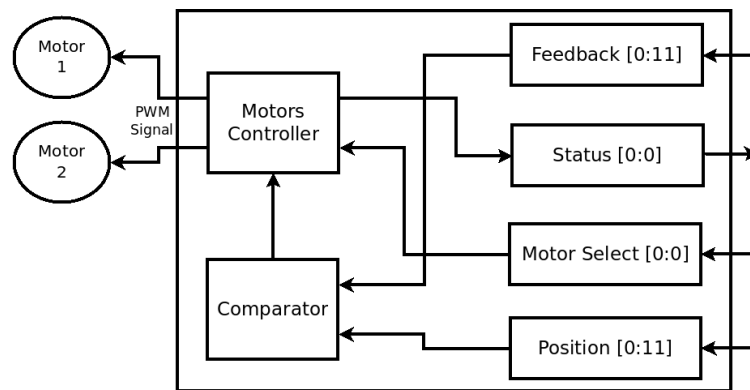 Motor
1
PWM
Signal
Motor
2
Motors
Controller
Comparator
Feedback [0:11]
Status [0:0]
Motor Select [0:0]
Position [0:11]